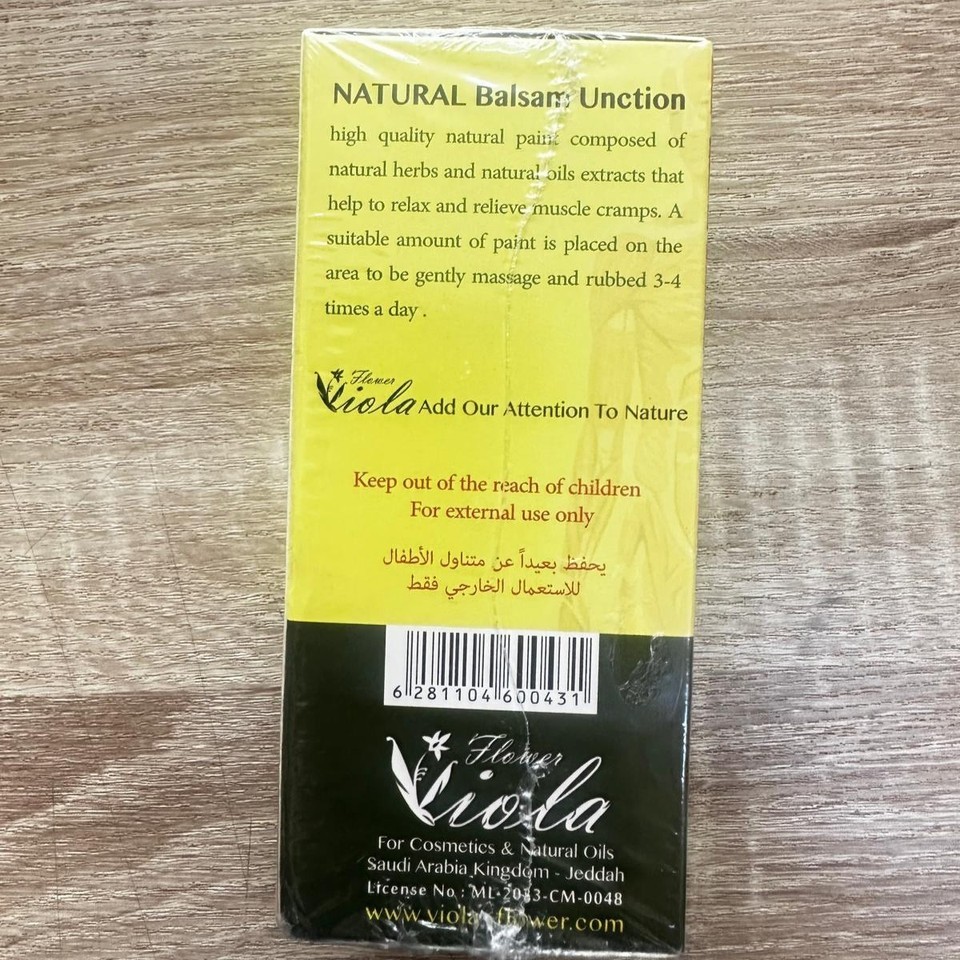 NATURAL Balsam Unction
high quality natural paint composed of
natural herbs and natural oils extracts that
help to relax and relieve muscle cramps. A
suitable amount of paint is placed on the
area to be gently massage and rubbed 3-4
times a day .
Flower
Viola Add Our Attention To Nature
Keep out of the reach of children
For external use only
يحفظ بعيداً عن متناول الأطفال
للاستعمال الخارجي فقط
6 281104 600431
Flower
Viola
For Cosmetics & Natural Oils
Saudi Arabia Kingdom - Jeddah
License No : ML-2033-CM-0048